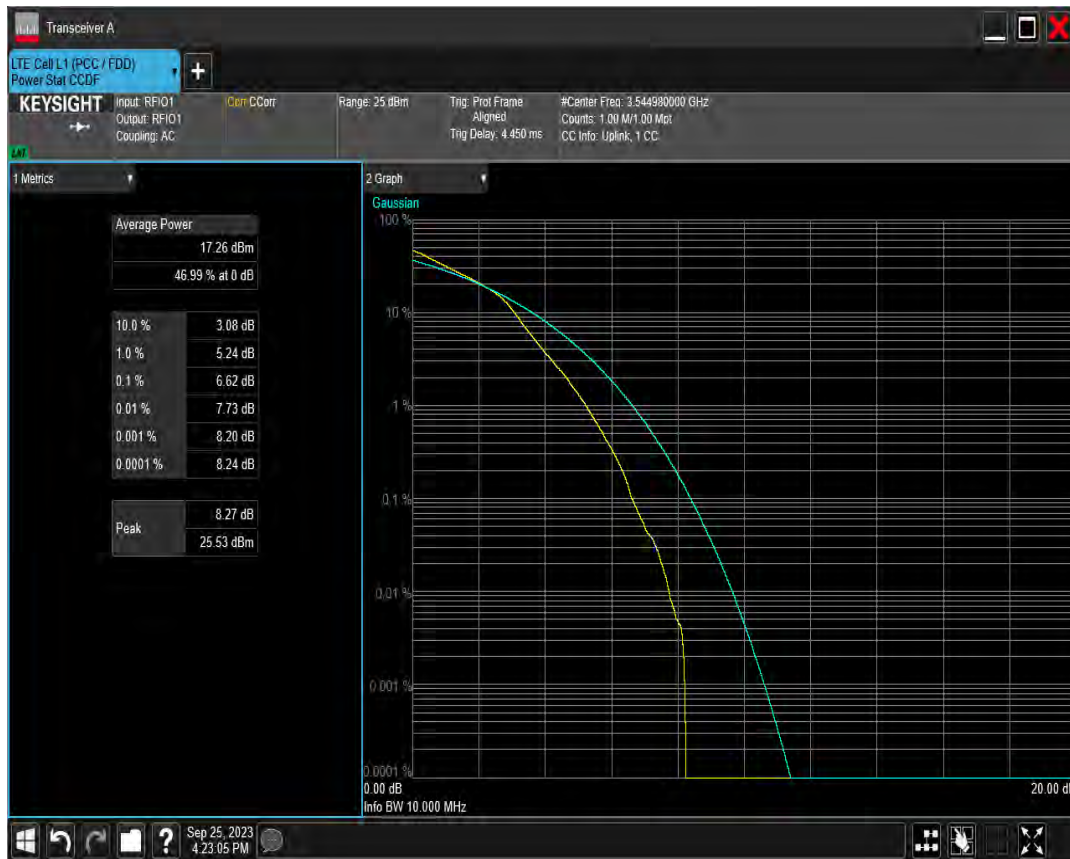 Transceiver A
LTE Cell L1 (PCC / FDD)
Power Stat CCDF
+
KEYSIGHT
Input: RFIO1
Output: RFIO1
Coupling: AC
Corr CCorr
Range: 25 dBm
Trig: Prot Frame
Aligned
Trig Delay: 4.450 ms
#Center Freq: 3.544980000 GHz
Counts: 1.00 M/1.00 Mpt
CC Info: Uplink, 1 CC
1 Metrics
Average Power
17.26 dBm
46.99 % at 0 dB
10.0 % 3.08 dB
1.0 % 5.24 dB
0.1 % 6.62 dB
0.01 % 7.73 dB
0.001 % 8.20 dB
0.0001 % 8.24 dB
Peak
8.27 dB
25.53 dBm
2 Graph
Gaussian
100 %
10 %
1 %
0.1 %
0.01 %
0.001 %
0.0001 %
0.00 dB
20.00 d
Info BW 10.000 MHz
?
Sep 25, 2023
4:23:05 PM